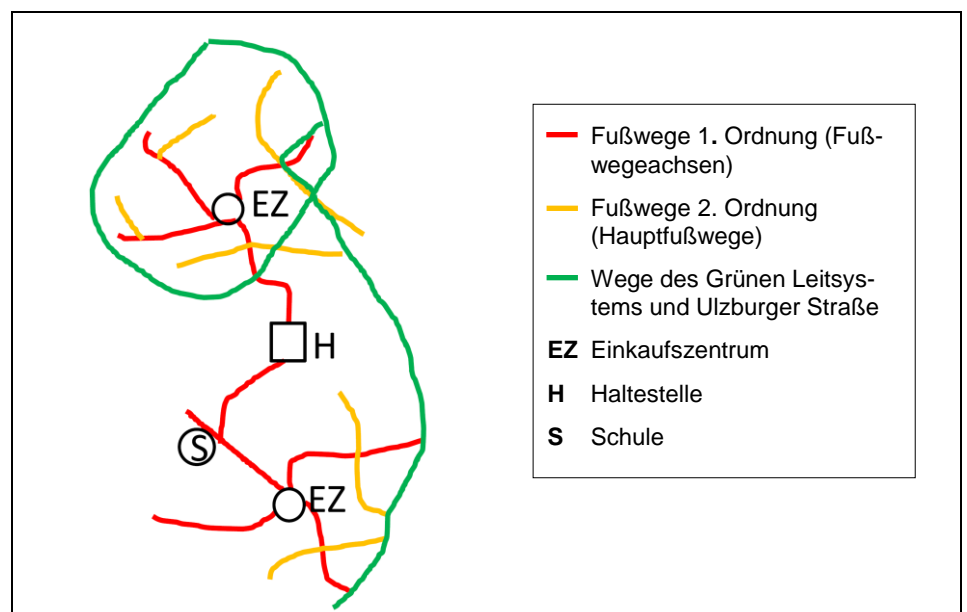 EZ
H
S
EZ
Fußwege 1. Ordnung (Fuß-
wegeachsen)
Fußwege 2. Ordnung
(Hauptfußwege)
Wege des Grünen Leitsys-
tems und Ulzburger Straße
EZ Einkaufszentrum
H Haltestelle
S Schule